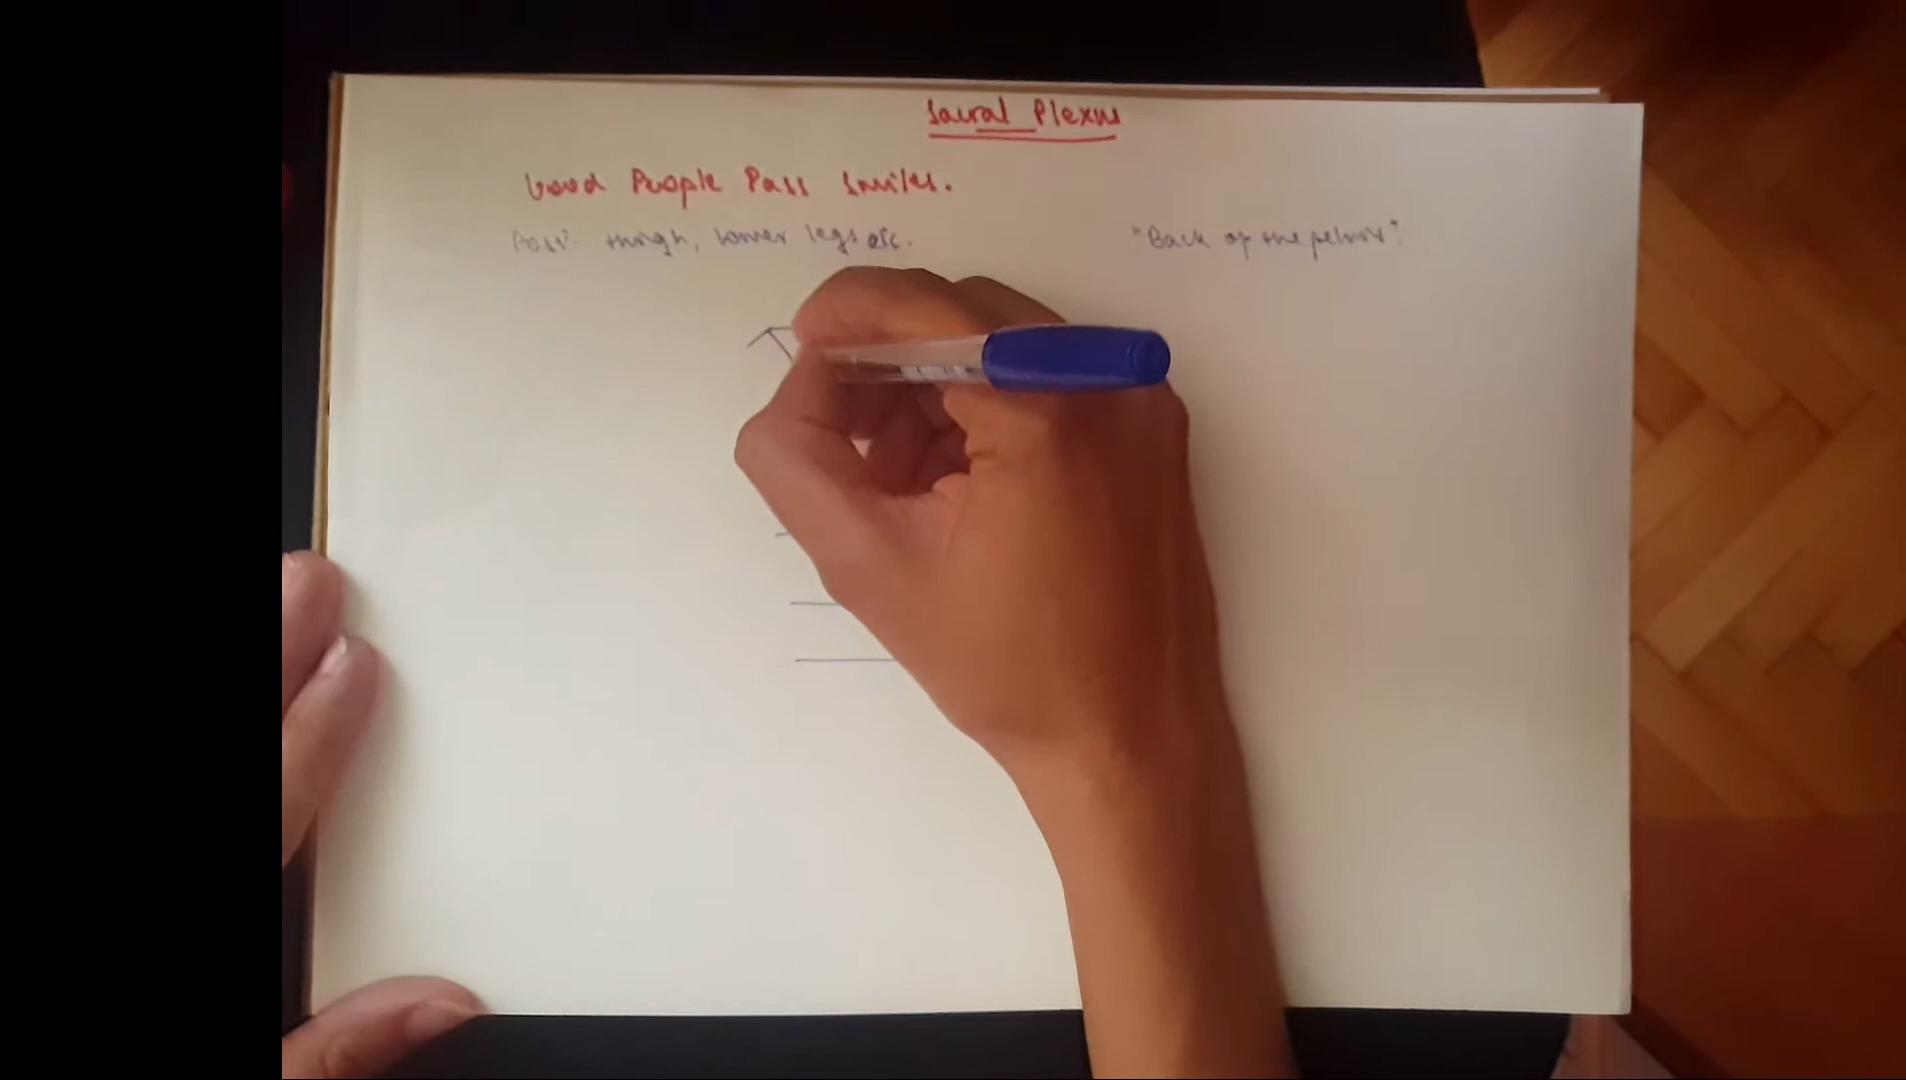 Sacral Plexus
Good People Pass Smiles.
Post. thigh, lower legs etc.
"Back of the pelvis".